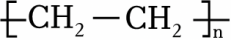 [CH₂ — CH₂]ₙ